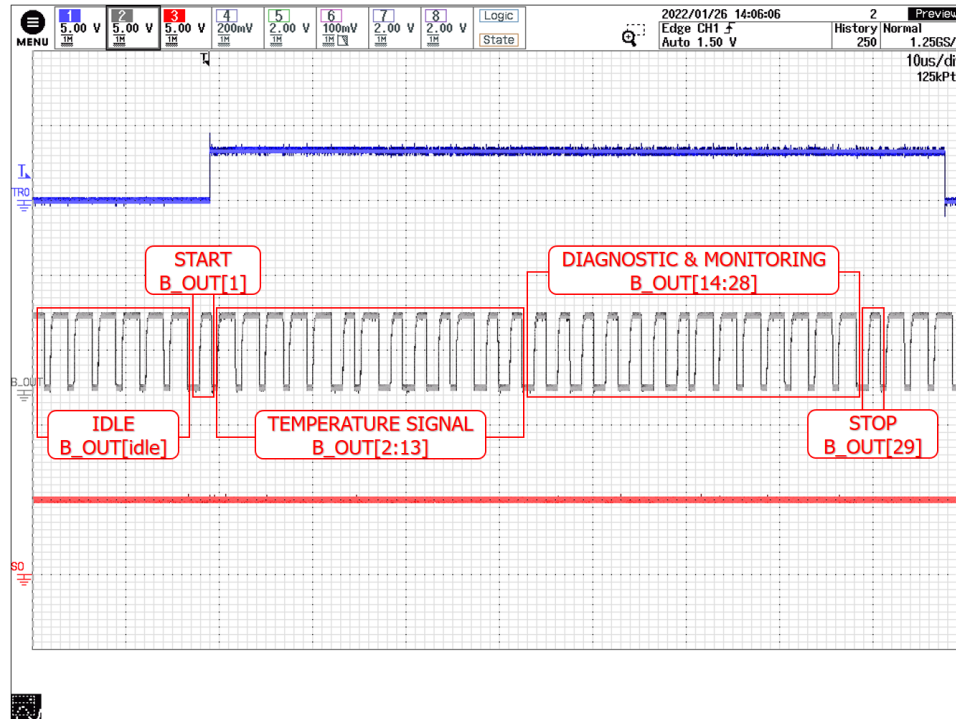 MENU
1 2 3 4 5 6 7 8 Logic State
5.00 V 5.00 V 5.00 V 200mV 2.00 V 100mV 2.00 V 2.00 V
1M 1M 1M 1M 1M 1M 1M 1M
2022/01/26 14:06:06 2 Preview
Edge CH1 History Normal
Auto 1.50 V 250 1.25GS/
10us/di
125kPt
T
TRO
START
B_OUT[1]
DIAGNOSTIC & MONITORING
B_OUT[14:28]
B_OUT
IDLE
B_OUT[idle]
TEMPERATURE SIGNAL
B_OUT[2:13]
STOP
B_OUT[29]
SO